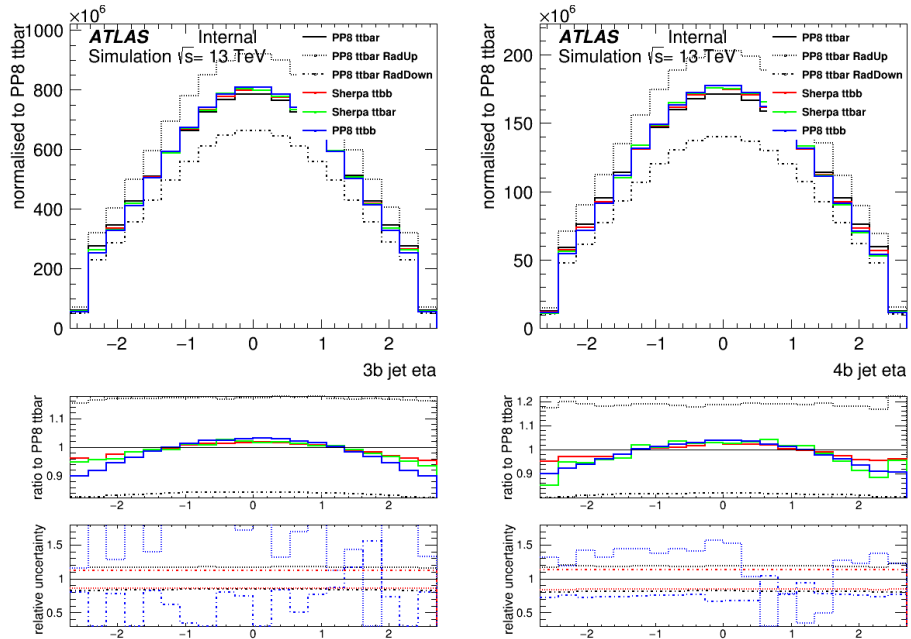 ×10⁶
ATLAS Internal
Simulation √s= 13 TeV
PP8 ttbar
PP8 ttbar RadUp
PP8 ttbar RadDown
Sherpa ttbb
Sherpa ttbar
PP8 ttbb
normalised to PP8 ttbar
1000
800
600
400
200
0
−2 −1 0 1 2
3b jet eta
ratio to PP8 ttbar
1.1
1
0.9
−2 −1 0 1 2
relative uncertainty
1.5
1
0.5
−2 −1 0 1 2
×10⁶
ATLAS Internal
Simulation √s= 13 TeV
PP8 ttbar
PP8 ttbar RadUp
PP8 ttbar RadDown
Sherpa ttbb
Sherpa ttbar
PP8 ttbb
normalised to PP8 ttbar
200
150
100
50
0
−2 −1 0 1 2
4b jet eta
ratio to PP8 ttbar
1.2
1.1
1
0.9
−2 −1 0 1 2
relative uncertainty
1.5
1
0.5
−2 −1 0 1 2